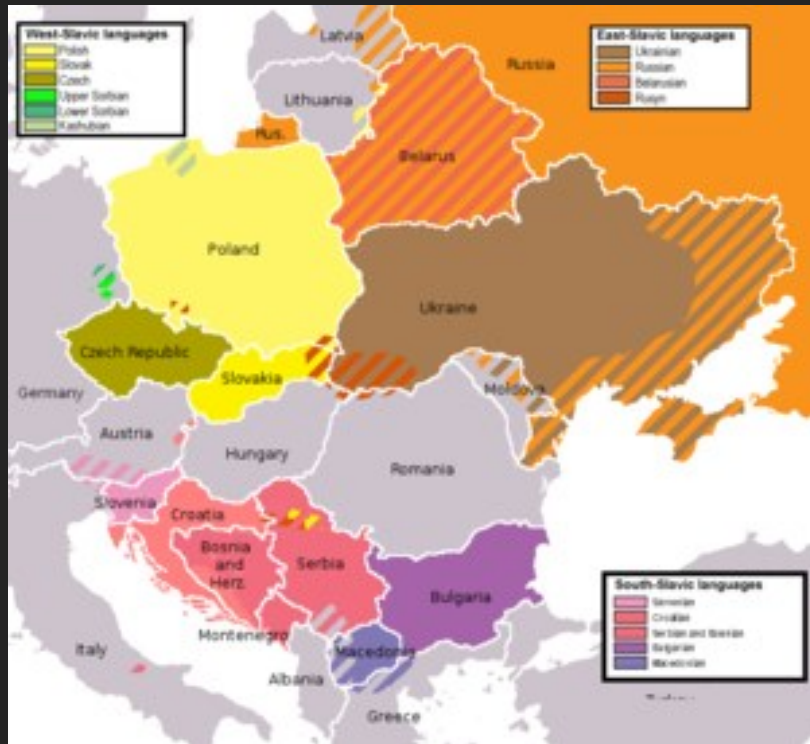 West-Slavic languages
Polish
Slovak
Czech
Upper Sorbian
Lower Sorbian
Kashubian
East-Slavic languages
Ukrainian
Russian
Belarusian
Rusyn
Latvia
Russia
Lithuania
Rus.
Belarus
Poland
Ukraine
Czech Republic
Slovakia
Germany
Moldova
Austria
Hungary
Romania
Slovenia
Croatia
Bosnia
and
Herz.
Serbia
Bulgaria
Montenegro
Macedonia
Italy
Albania
Greece
South-Slavic languages
Slovenian
Croatian
Serbian and Bosnian
Bulgarian
Macedonian